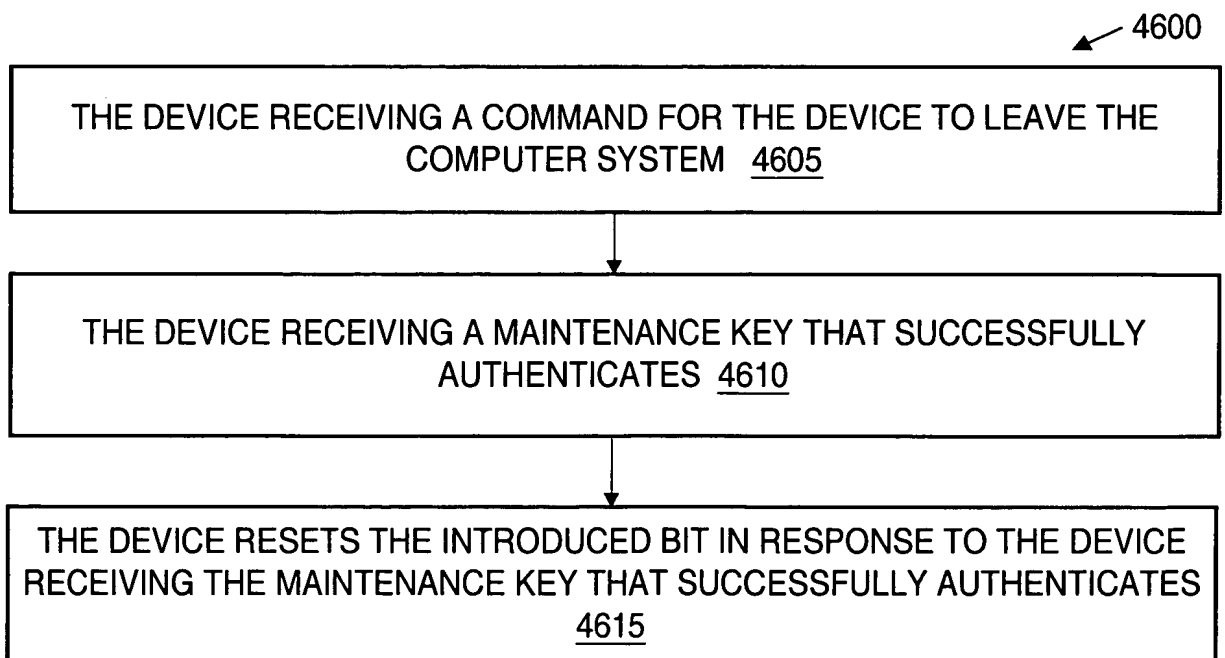 4600
THE DEVICE RECEIVING A COMMAND FOR THE DEVICE TO LEAVE THE
COMPUTER SYSTEM 4605
THE DEVICE RECEIVING A MAINTENANCE KEY THAT SUCCESSFULLY
AUTHENTICATES 4610
THE DEVICE RESETS THE INTRODUCED BIT IN RESPONSE TO THE DEVICE
RECEIVING THE MAINTENANCE KEY THAT SUCCESSFULLY AUTHENTICATES
4615